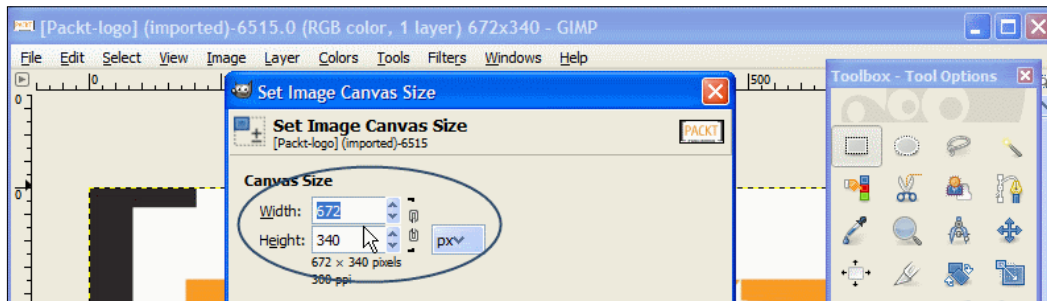 [Packt-logo] (imported)-6515.0 (RGB color, 1 layer) 672x340 - GIMP
File Edit Select View Image Layer Colors Tools Filters Windows Help
0 500
Toolbox - Tool Options
0
Set Image Canvas Size
Set Image Canvas Size
[Packt-logo] (imported)-6515
PACKT
Canvas Size
Width: 672
Height: 340 px
672 × 340 pixels
300 ppi
0